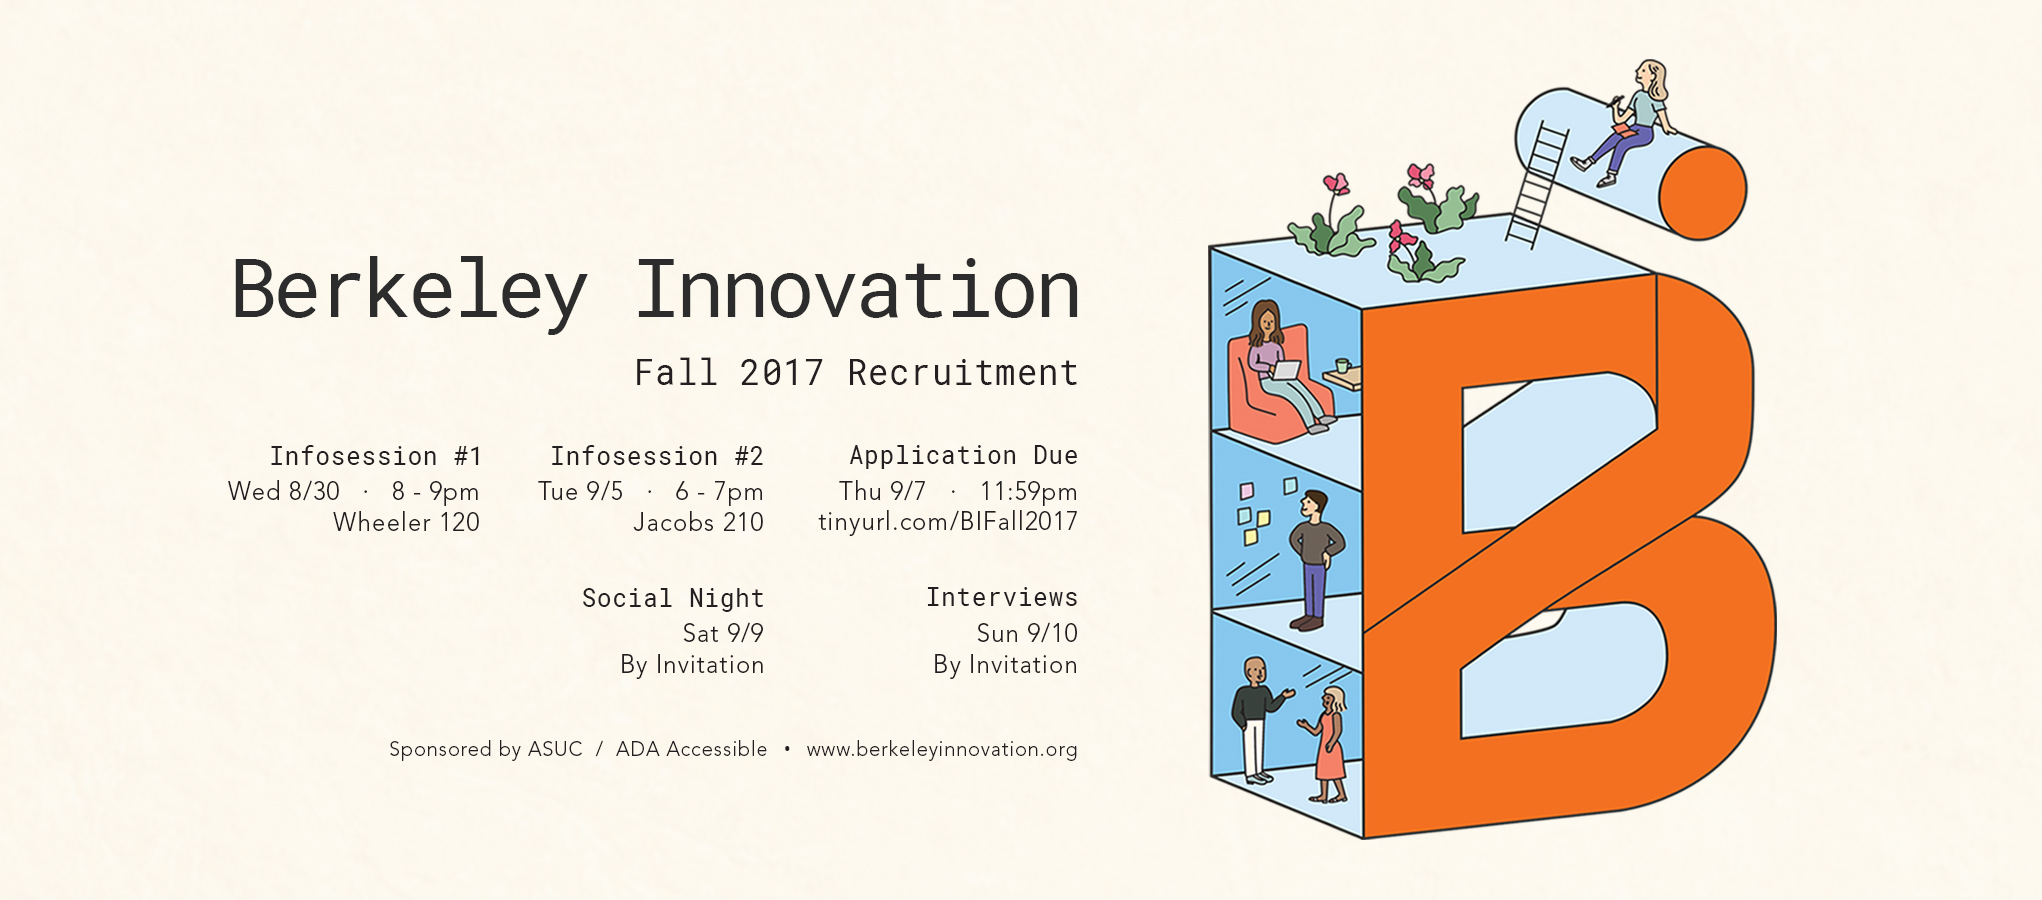 Berkeley Innovation
Fall 2017 Recruitment
Infosession #1
Wed 8/30 · 8 - 9pm
Wheeler 120
Infosession #2
Tue 9/5 · 6 - 7pm
Jacobs 210
Application Due
Thu 9/7 · 11:59pm
tinyurl.com/BIFall2017
Social Night
Sat 9/9
By Invitation
Interviews
Sun 9/10
By Invitation
Sponsored by ASUC / ADA Accessible • www.berkeleyinnovation.org